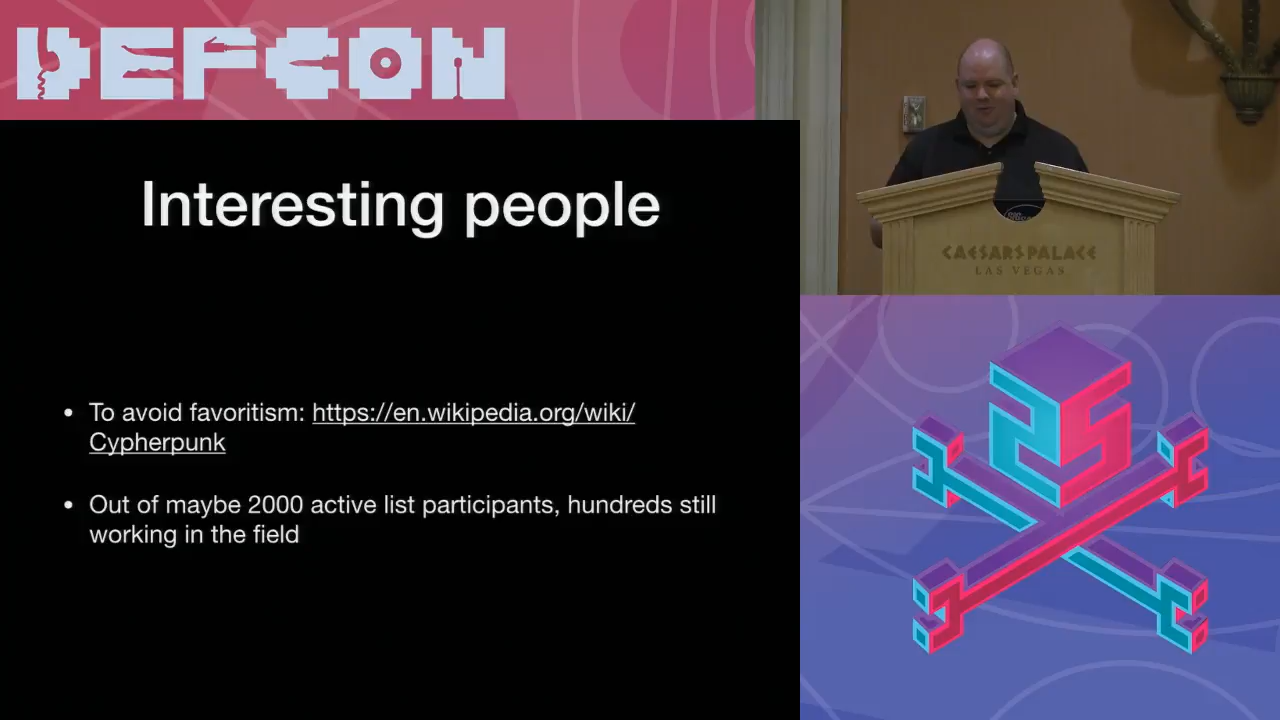 DEFCON
Interesting people
• To avoid favoritism: https://en.wikipedia.org/wiki/
Cypherpunk
• Out of maybe 2000 active list participants, hundreds still
working in the field
CAESARS PALACE
LAS VEGAS
25